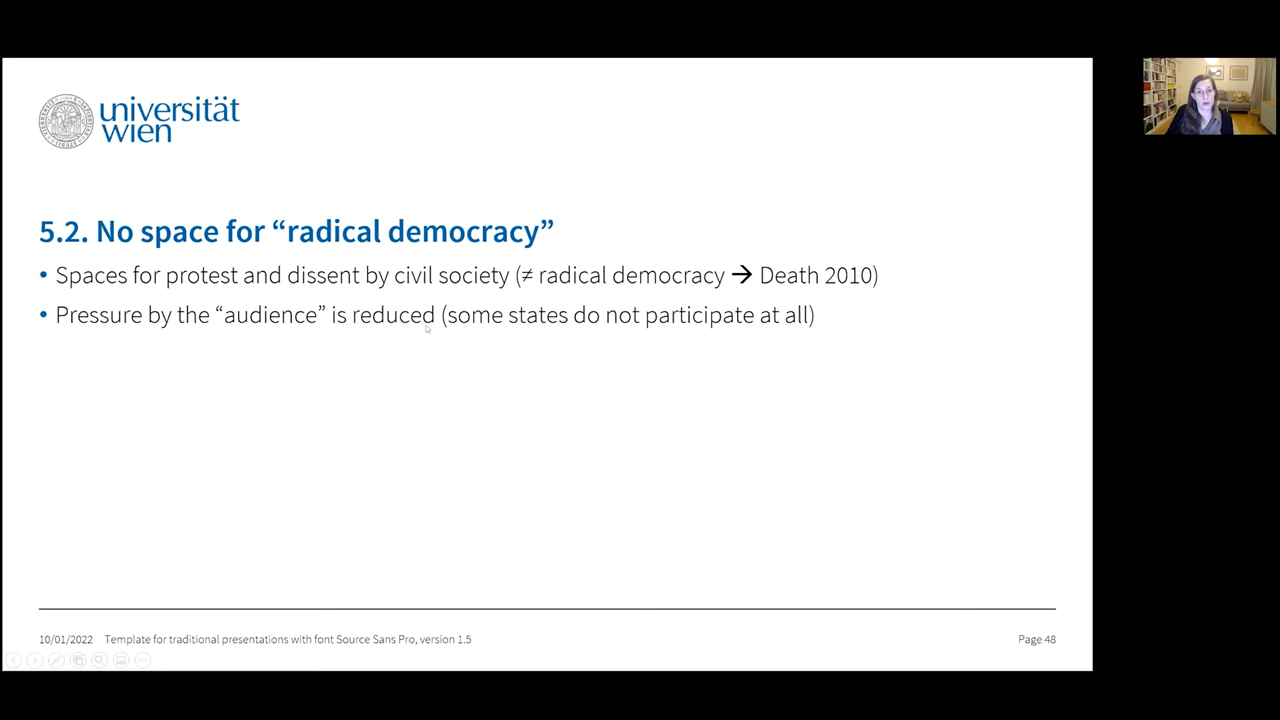 universität
wien
5.2. No space for “radical democracy”
• Spaces for protest and dissent by civil society (≠ radical democracy → Death 2010)
• Pressure by the “audience” is reduced (some states do not participate at all)
10/01/2022 Template for traditional presentations with font Source Sans Pro, version 1.5 Page 48